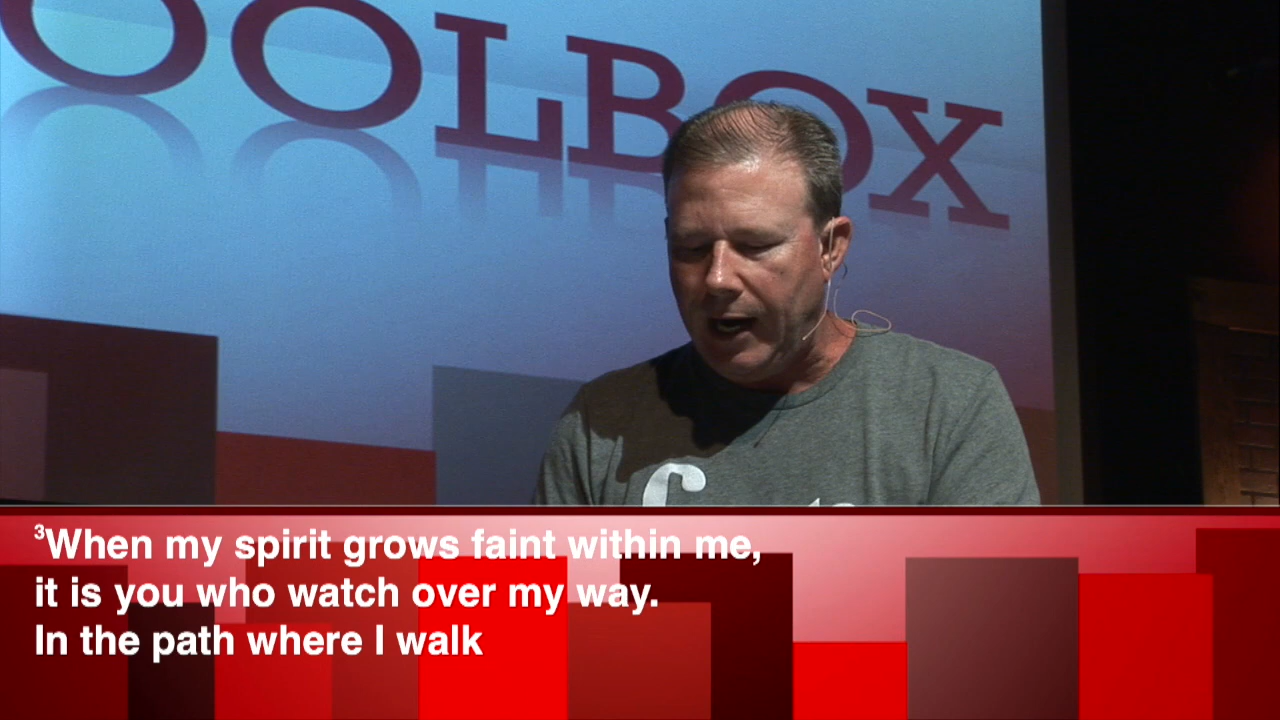 OOLBOX
³When my spirit grows faint within me,
it is you who watch over my way.
In the path where I walk